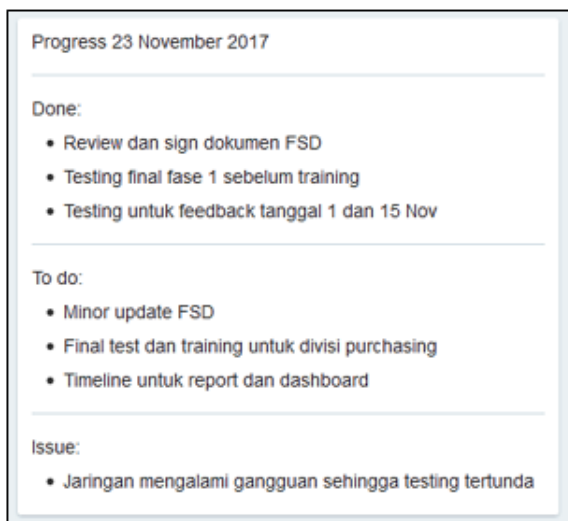 Progress 23 November 2017
Done:
• Review dan sign dokumen FSD
• Testing final fase 1 sebelum training
• Testing untuk feedback tanggal 1 dan 15 Nov
To do:
• Minor update FSD
• Final test dan training untuk divisi purchasing
• Timeline untuk report dan dashboard
Issue:
• Jaringan mengalami gangguan sehingga testing tertunda